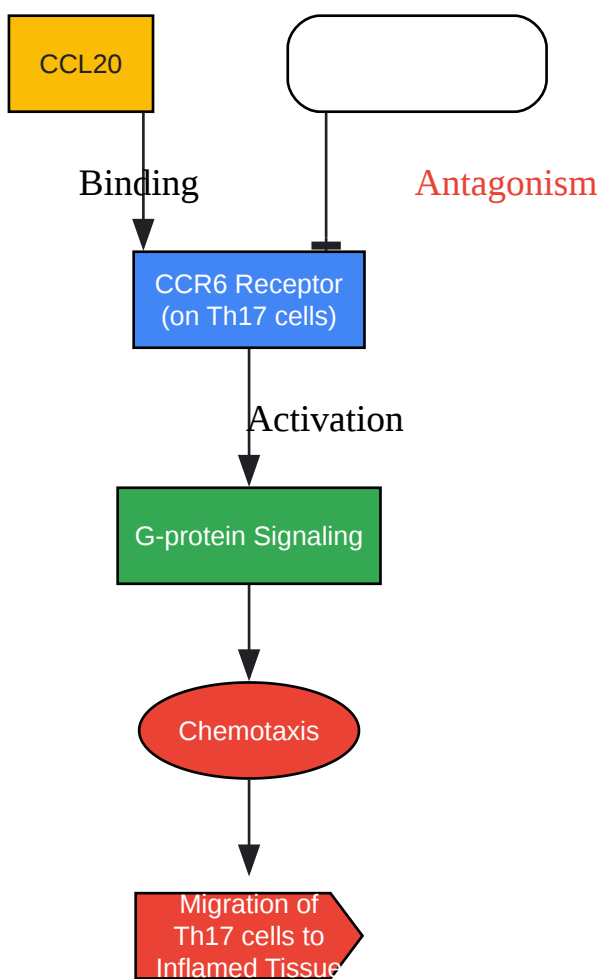 CCL20
Binding
Antagonism
CCR6 Receptor
(on Th17 cells)
Activation
G-protein Signaling
Chemotaxis
Migration of
Th17 cells to
Inflamed Tissue